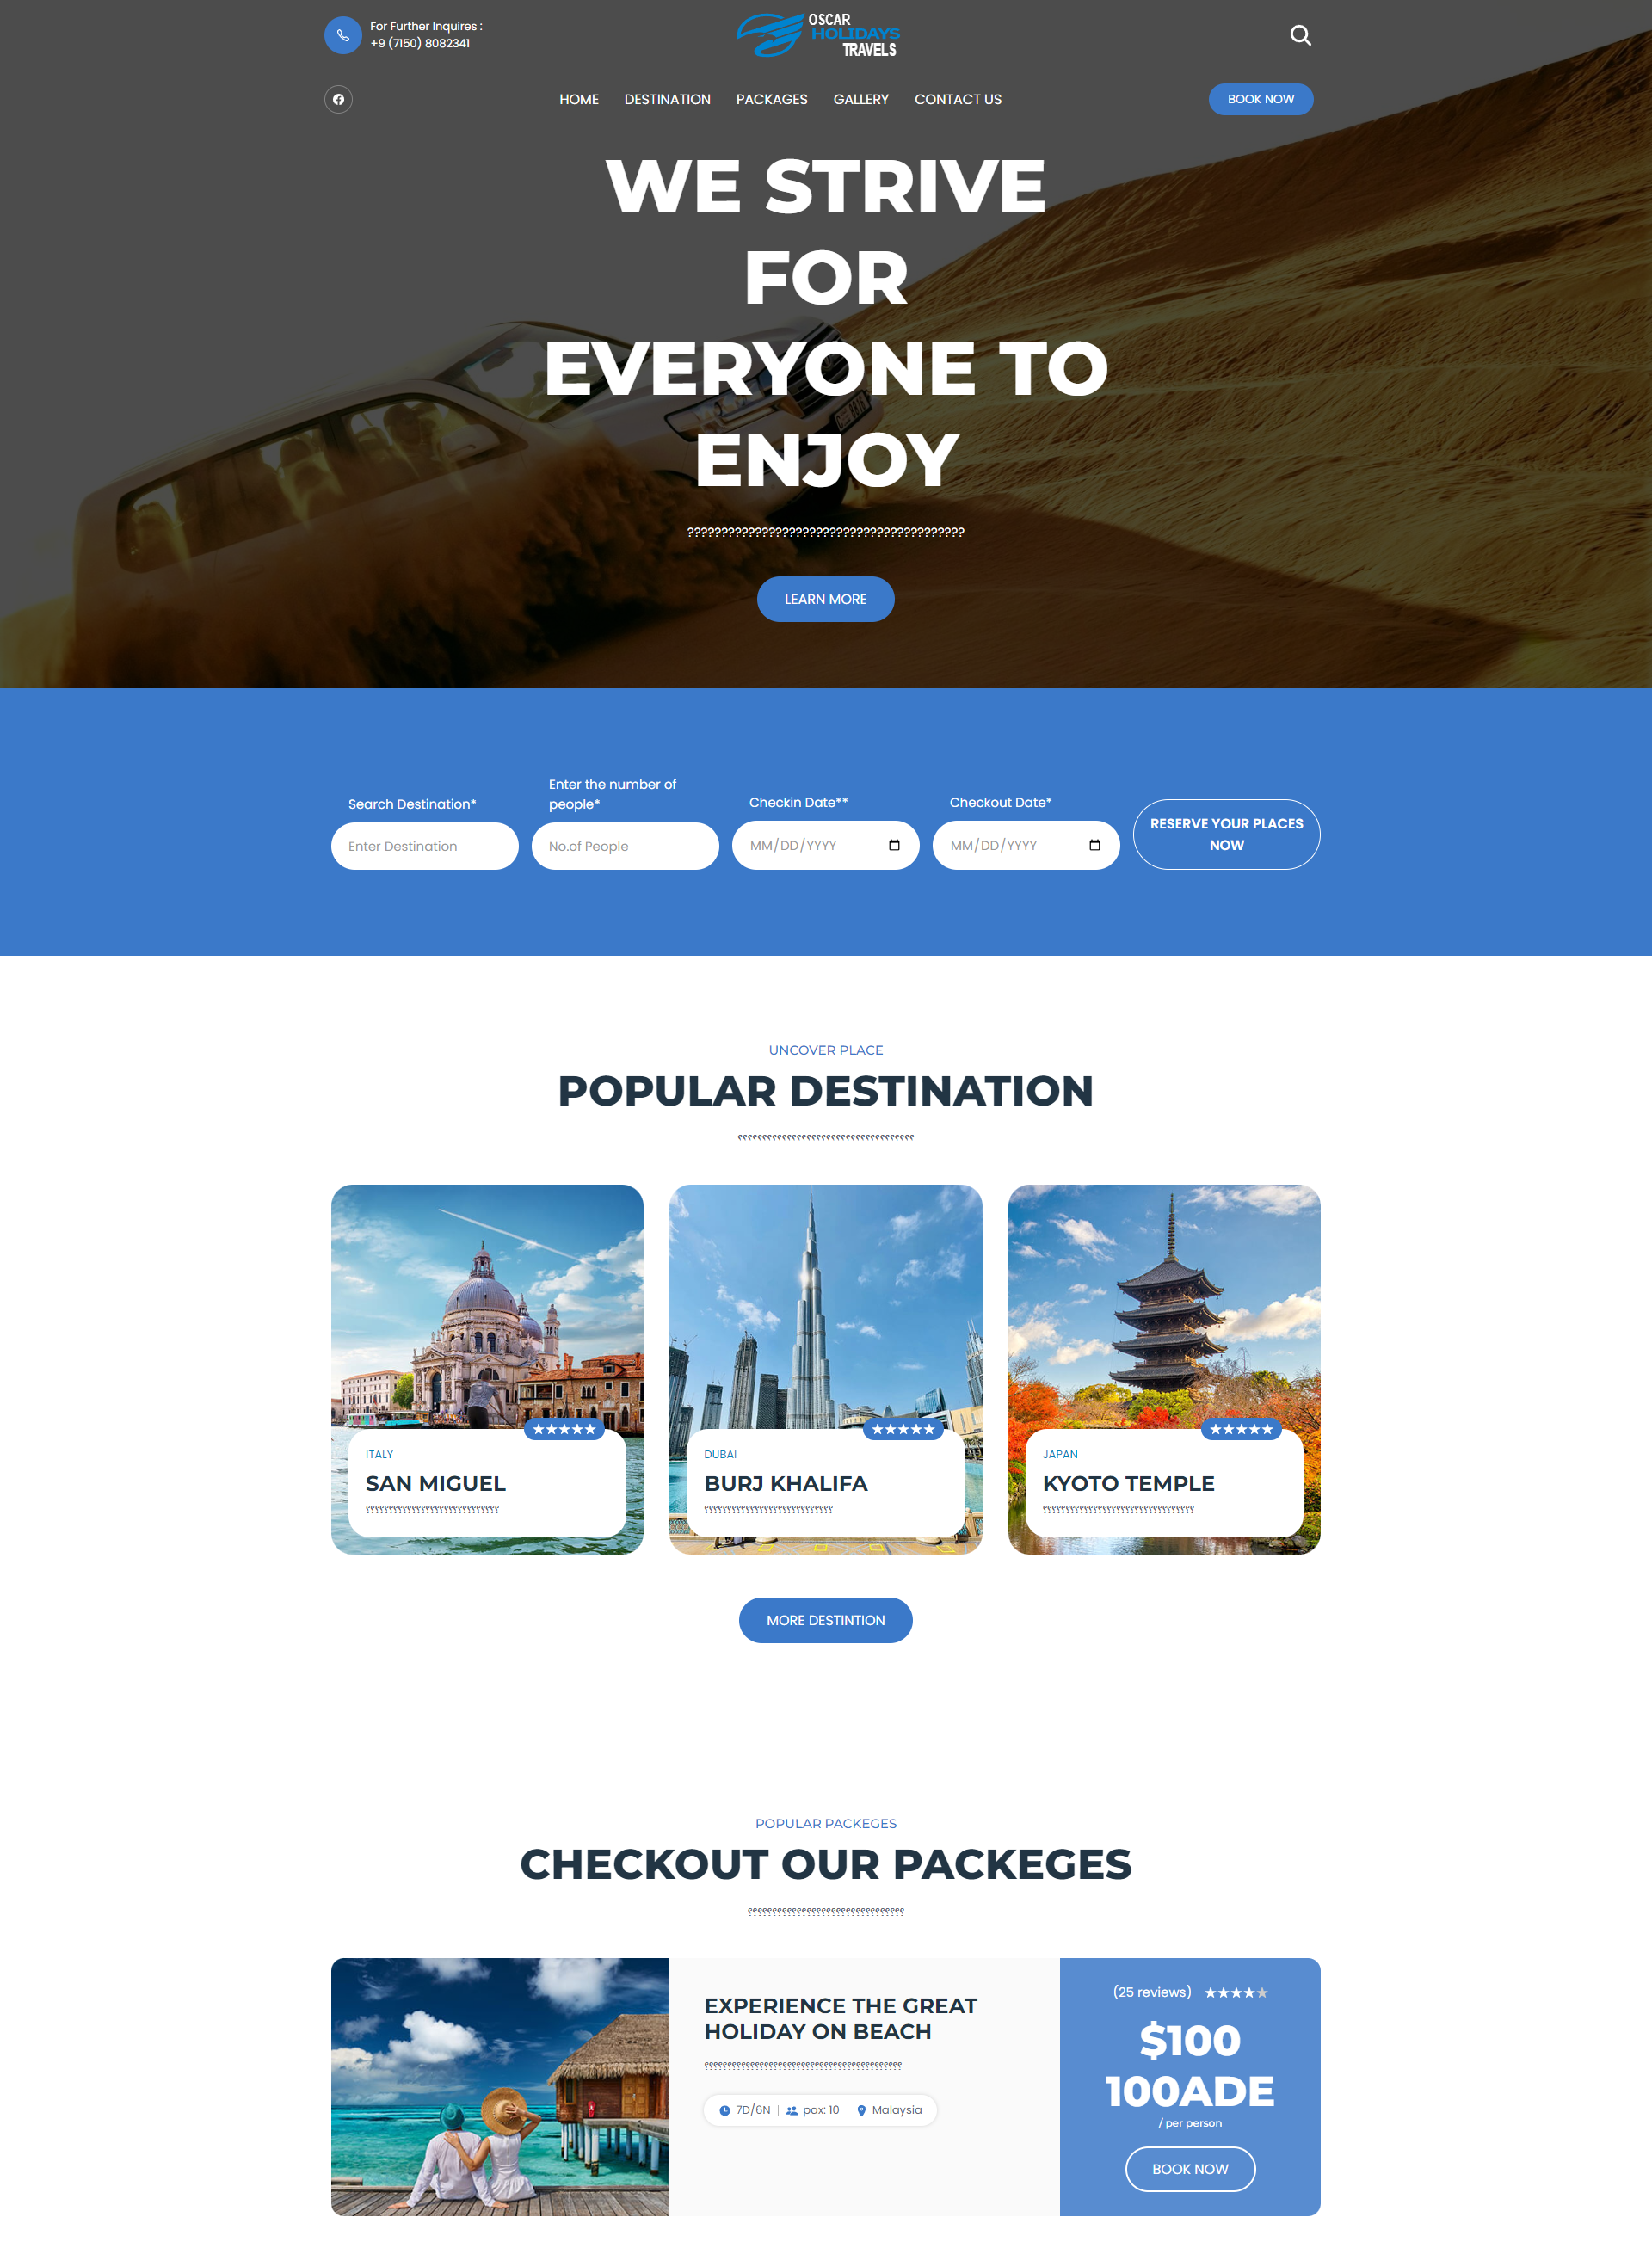 For Further Inquires :
+9 (7150) 8082341
OSCAR
HOLIDAYS
TRAVELS
HOME DESTINATION PACKAGES GALLERY CONTACT US
BOOK NOW
WE STRIVE
FOR
EVERYONE TO
ENJOY
?????????????????????????????????????????
LEARN MORE
Search Destination*
Enter the number of
people*
Checkin Date**
Checkout Date*
Enter Destination
No.of People
MM/DD/YYYY
MM/DD/YYYY
RESERVE YOUR PLACES
NOW
UNCOVER PLACE
POPULAR DESTINATION
ITALY
SAN MIGUEL
DUBAI
BURJ KHALIFA
JAPAN
KYOTO TEMPLE
MORE DESTINTION
POPULAR PACKEGES
CHECKOUT OUR PACKEGES
EXPERIENCE THE GREAT
HOLIDAY ON BEACH
7D/6N | pax: 10 | Malaysia
(25 reviews)
$100
100ADE
/ per person
BOOK NOW